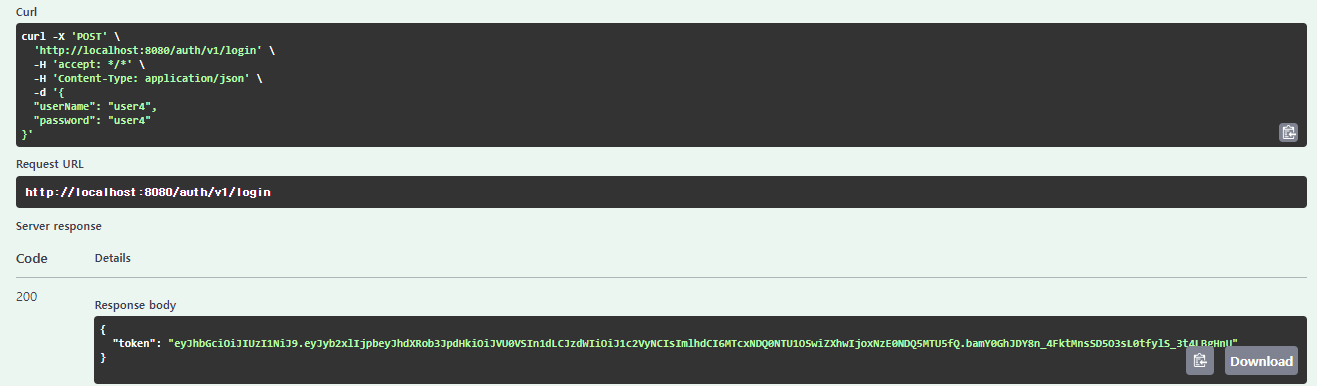 Curl
curl -X 'POST' \
'http://localhost:8080/auth/v1/login' \
-H 'accept: */*' \
-H 'Content-Type: application/json' \
-d '{
"userName": "user4",
"password": "user4"
}'
Request URL
http://localhost:8080/auth/v1/login
Server response
Code Details
200
Response body
{
"token": "eyJhbGciOiJIUzI1NiJ9.eyJyb2xlIjpbeyJhdXRob3JpdHkiOiJVU0VSIn1dLCJzdWIiOiJ1c2VyNCIsImlhdCI6MTcxNDQ0NTU1OSwiZXhwIjoxNzE0NDQ5MTU5fQ.bamY0GhJDY8n_4FktMnsSD5O3sL0tfylS_3t4LBgHnU"
}
Download